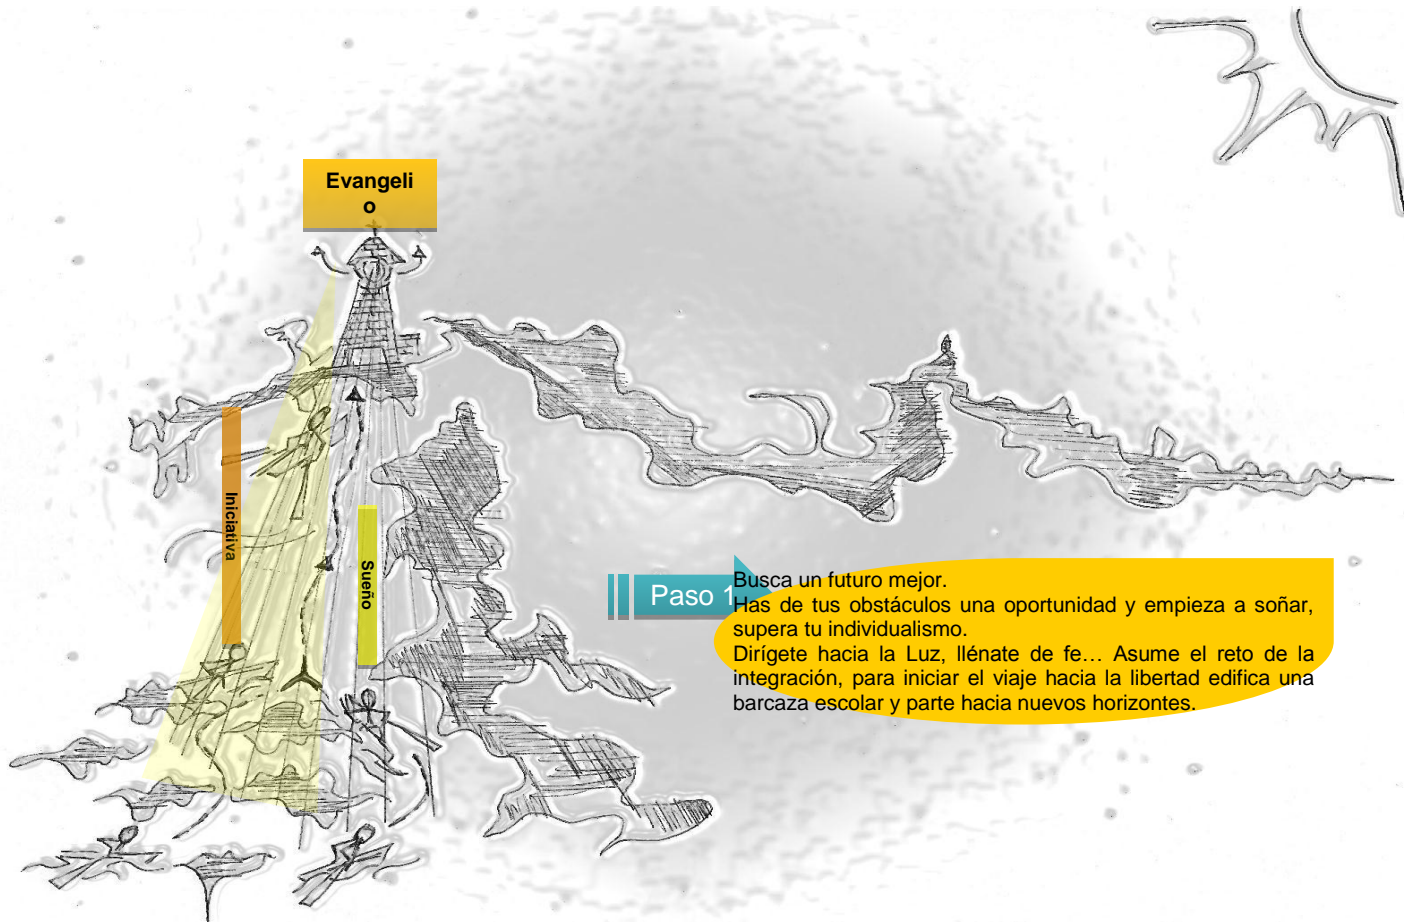 Evangeli
o
Iniciativa
Sueño
Paso 1
Busca un futuro mejor.
Has de tus obstáculos una oportunidad y empieza a soñar,
supera tu individualismo.
Dirígete hacia la Luz, llénate de fe... Asume el reto de la
integración, para iniciar el viaje hacia la libertad edifica una
barcaza escolar y parte hacia nuevos horizontes.